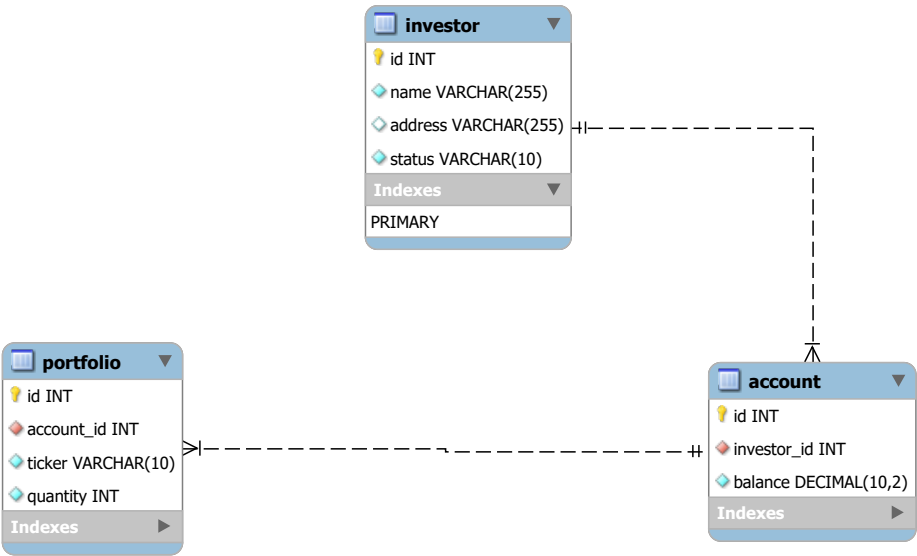 investor
id INT
name VARCHAR(255)
address VARCHAR(255)
status VARCHAR(10)
Indexes
PRIMARY
portfolio
id INT
account_id INT
ticker VARCHAR(10)
quantity INT
Indexes
account
id INT
investor_id INT
balance DECIMAL(10,2)
Indexes